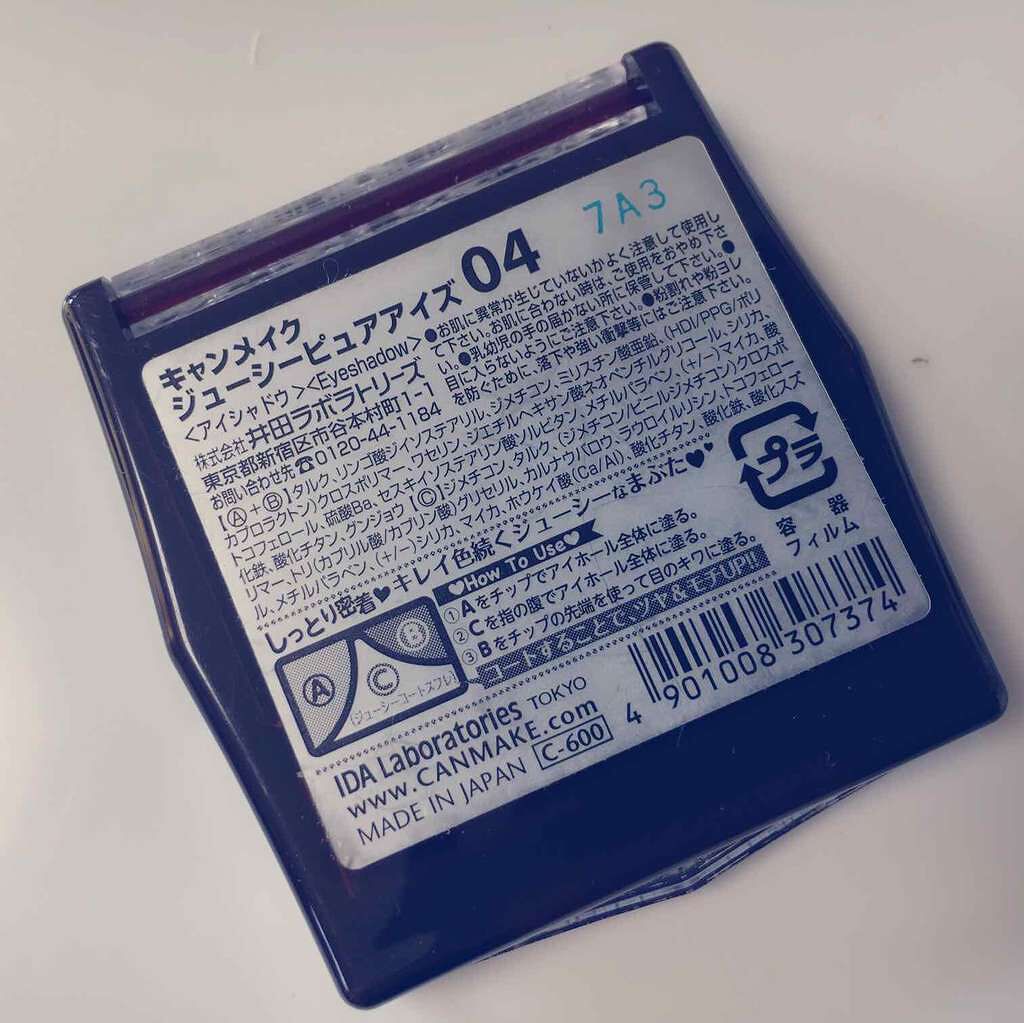 7A3
キャンメイク
ジューシーピュアアイズ 04
<アイシャドウ><Eyeshadow>
株式会社 井田ラボラトリーズ
東京都新宿区市谷本村町1-1
お問い合わせ先☎0120-44-1184
●お肌に異常が生じていないかよく注意して使用し
て下さい。お肌に合わない時は、ご使用をおやめ下さ
い。●乳幼児の手の届かない所に保管して下さい。●
目に入らないようにご注意下さい。●粉割れや粉ヨレ
を防ぐために、落下や強い衝撃等にはご注意下さい。
【Ⓐ+Ⓑ】タルク、リンゴ酸ジイソステアリル、ジメチコン、ミリスチン酸亜鉛、(HDI/PPG/ポリ
カプロラクトン)クロスポリマー、ワセリン、ジエチルヘキサン酸ネオペンチルグリコール、シリカ、
トコフェロール、硫酸Ba、セスキイソステアリン酸ソルビタン、メチルパラベン、(+/-)マイカ、酸
化鉄、酸化チタン、グンジョウ【Ⓒ】ジメチコン、タルク、(ジメチコン/ビニルジメチコン)クロスポ
リマー、トリ(カプリル酸/カプリン酸)グリセリル、カルナウバロウ、ラウロイルリシン、トコフェロー
ル、メチルパラベン、(+/-)シリカ、マイカ、ホウケイ酸(Ca/Al)、酸化チタン、酸化鉄、酸化スズ
しっとり密着♥キレイ色続くジューシーなまぶた♥♥
♥How To Use♥
①Aをチップでアイホール全体に塗る。
②Cを指の腹でアイホール全体に塗る。
③Bをチップの先端を使って目のキワに塗る。
コートすることでツヤ&モチUP!!
Ⓐ
Ⓑ
Ⓒ
(ジューシーコートスフレ)
プラ
容器
フィルム
IDA Laboratories TOKYO
www.CANMAKE.com
MADE IN JAPAN C-600
4 901008 307374